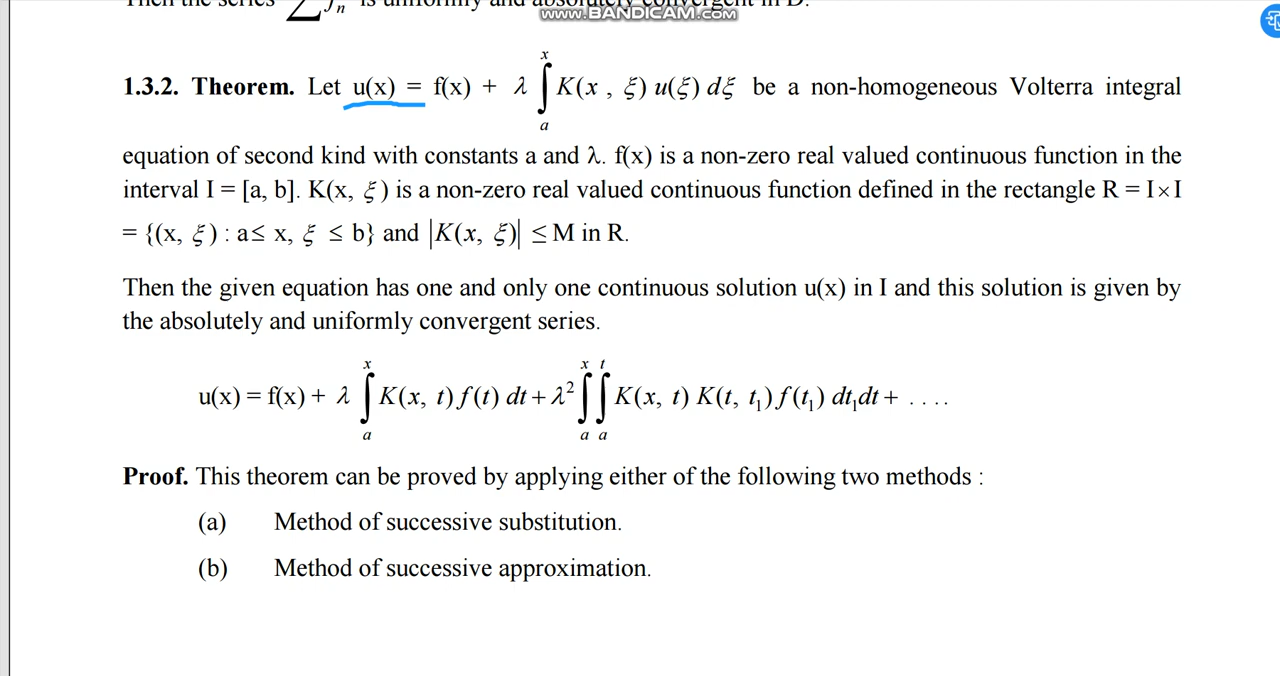 Then the series ∑ fₙ is uniformly and absolutely convergent in D.
www.BANDICAM.com
1.3.2. Theorem. Let u(x) = f(x) + λ ∫ₐˣ K(x , ξ) u(ξ) dξ be a non-homogeneous Volterra integral
equation of second kind with constants a and λ. f(x) is a non-zero real valued continuous function in the
interval I = [a, b]. K(x, ξ) is a non-zero real valued continuous function defined in the rectangle R = I×I
= {(x, ξ) : a≤ x, ξ ≤ b} and |K(x, ξ)| ≤ M in R.
Then the given equation has one and only one continuous solution u(x) in I and this solution is given by
the absolutely and uniformly convergent series.
u(x) = f(x) + λ ∫ₐˣ K(x, t) f(t) dt + λ² ∫ₐˣ ∫ₐᵗ K(x, t) K(t, t₁) f(t₁) dt₁dt + . . . .
Proof. This theorem can be proved by applying either of the following two methods :
(a) Method of successive substitution.
(b) Method of successive approximation.